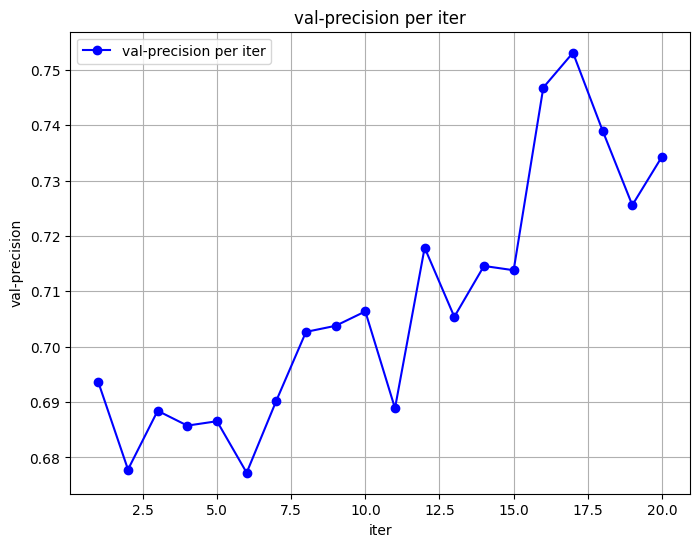 val-precision per iter
val-precision per iter
0.75
0.74
0.73
0.72
0.71
0.70
0.69
0.68
val-precision
2.5 5.0 7.5 10.0 12.5 15.0 17.5 20.0
iter